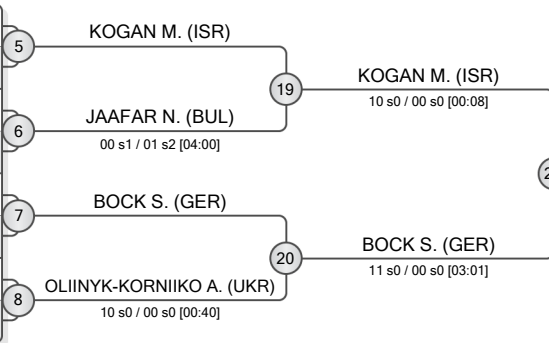 5
KOGAN M. (ISR)
19
KOGAN M. (ISR)
10 s0 / 00 s0 [00:08]
6
JAAFAR N. (BUL)
00 s1 / 01 s2 [04:00]
7
BOCK S. (GER)
20
BOCK S. (GER)
11 s0 / 00 s0 [03:01]
8
OLIINYK-KORNIIKO A. (UKR)
10 s0 / 00 s0 [00:40]